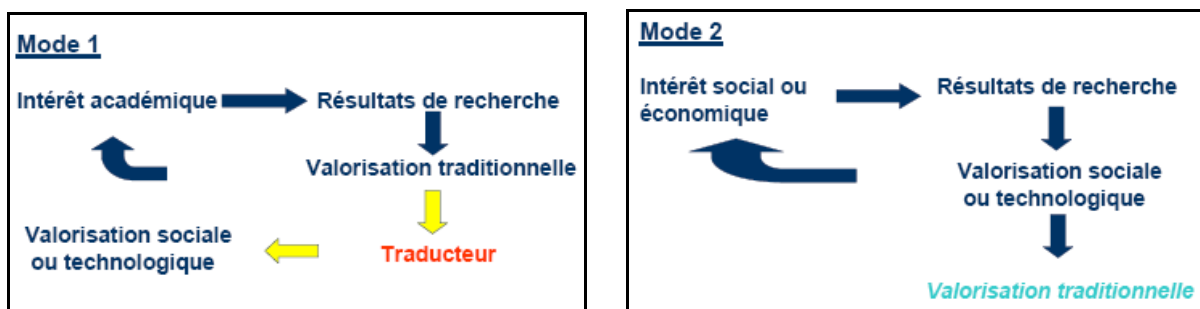 Mode 1
Intérêt académique
Résultats de recherche
Valorisation traditionnelle
Traducteur
Valorisation sociale
ou technologique
Mode 2
Intérêt social ou
économique
Résultats de recherche
Valorisation sociale
ou technologique
Valorisation traditionnelle